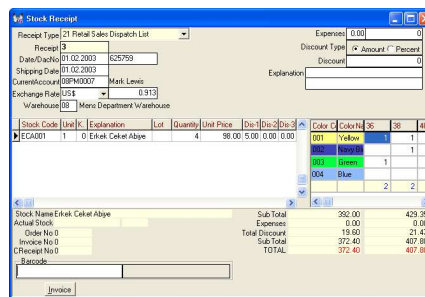 Stock Receipt
Receipt Type 21 Retail Sales Dispatch List
Receipt 3
Date/DacNo 01.02.2003 625759
Shipping Date 01.02.2003
CurrentAccount 08PM0007 Mark Lewis
Exchange Rate US$ 0.913
Warehouse 08 Mens Department Warehouse
Expenses 0.00 0
Discount Type Amount Percent
Discount 0
Explanation
Stock Code Unit K. Explanation Lot Quantity Unit Price Dis-1 Dis-2 Dis-3
ECA001 1 0 Erkek Ceket Abiye 4 98.00 5.00 0.00 0.00
Color C Color N 36 38
001 Yellow 1 1
002 Navy Bl 1
003 Green 1
004 Blue
2 2
Stock Name Erkek Ceket Abiye
Actual Stock
Order No 0
Invoice No 0
CReceipt No 0
Sub Total 392.00 429.35
Expenses 0.00 0.00
Total Discount 19.60 21.47
Sub Total 372.40 407.88
TOTAL 372.40 407.88
Barcode
Invoice